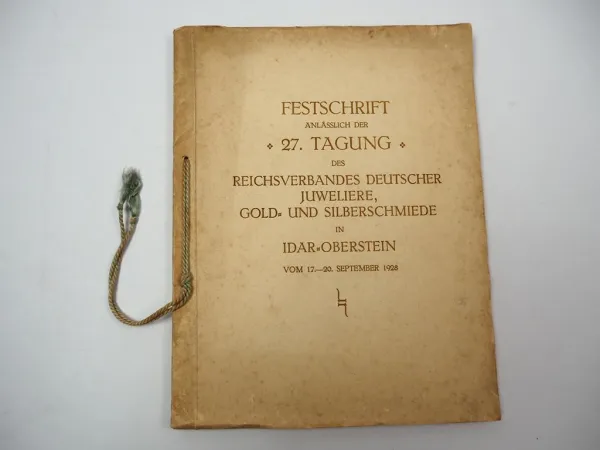 FESTSCHRIFT
ANLÄSSLICH DER
27. TAGUNG
DES
REICHSVERBANDES DEUTSCHER
JUWELIERE,
GOLD- UND SILBERSCHMIEDE
IN
IDAR-OBERSTEIN
VOM 17.—20. SEPTEMBER 1928